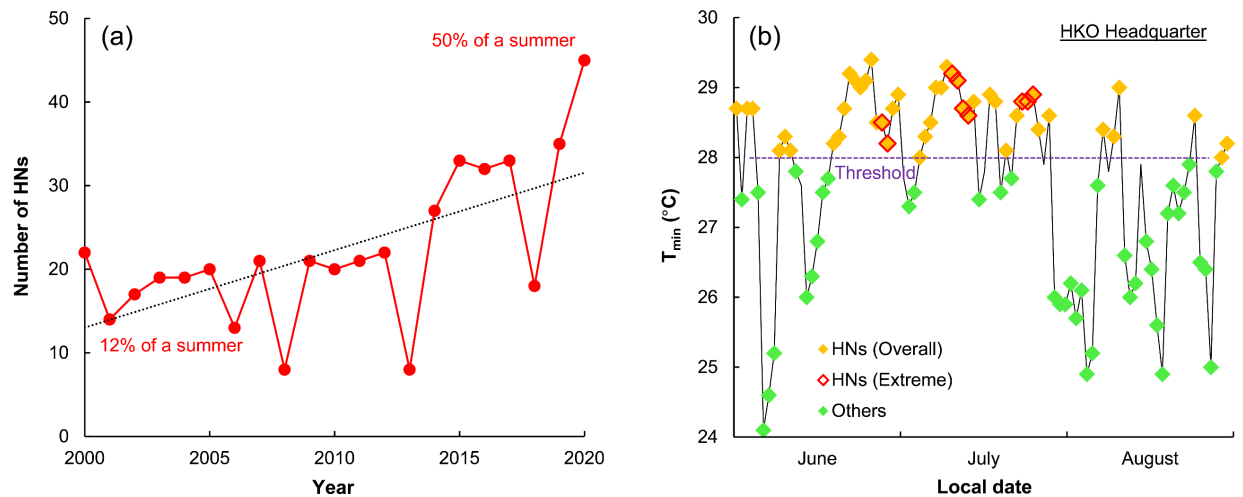 (a)
50% of a summer
12% of a summer
Number of HNs
50
40
30
20
10
0
2000
2005
2010
2015
2020
Year
(b)
HKO Headquarter
Threshold
Tmin (°C)
30
29
28
27
26
25
24
HNs (Overall)
HNs (Extreme)
Others
June
July
August
Local date